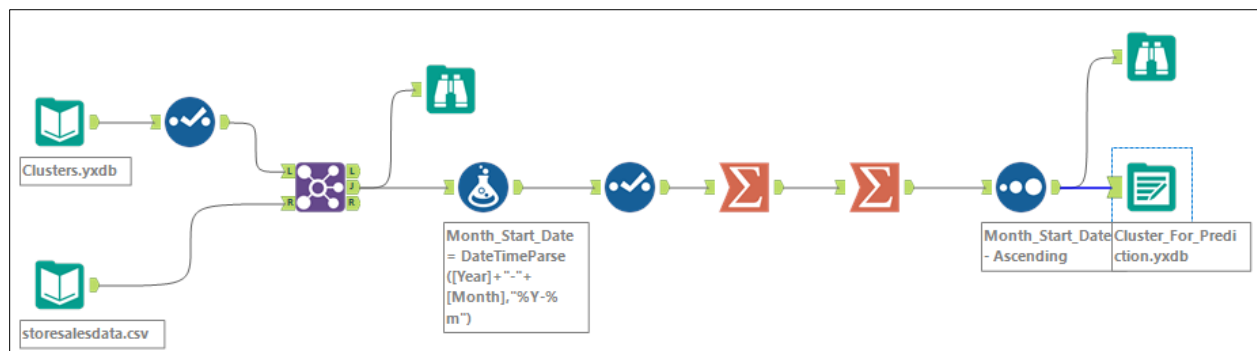 Clusters.yxdb
L
R
L
J
R
storesalesdata.csv
Month_Start_Date
= DateTimeParse
([Year]+"-"+
[Month],"%Y-%
m")
Month_Start_Date
- Ascending
Cluster_For_Predi
ction.yxdb